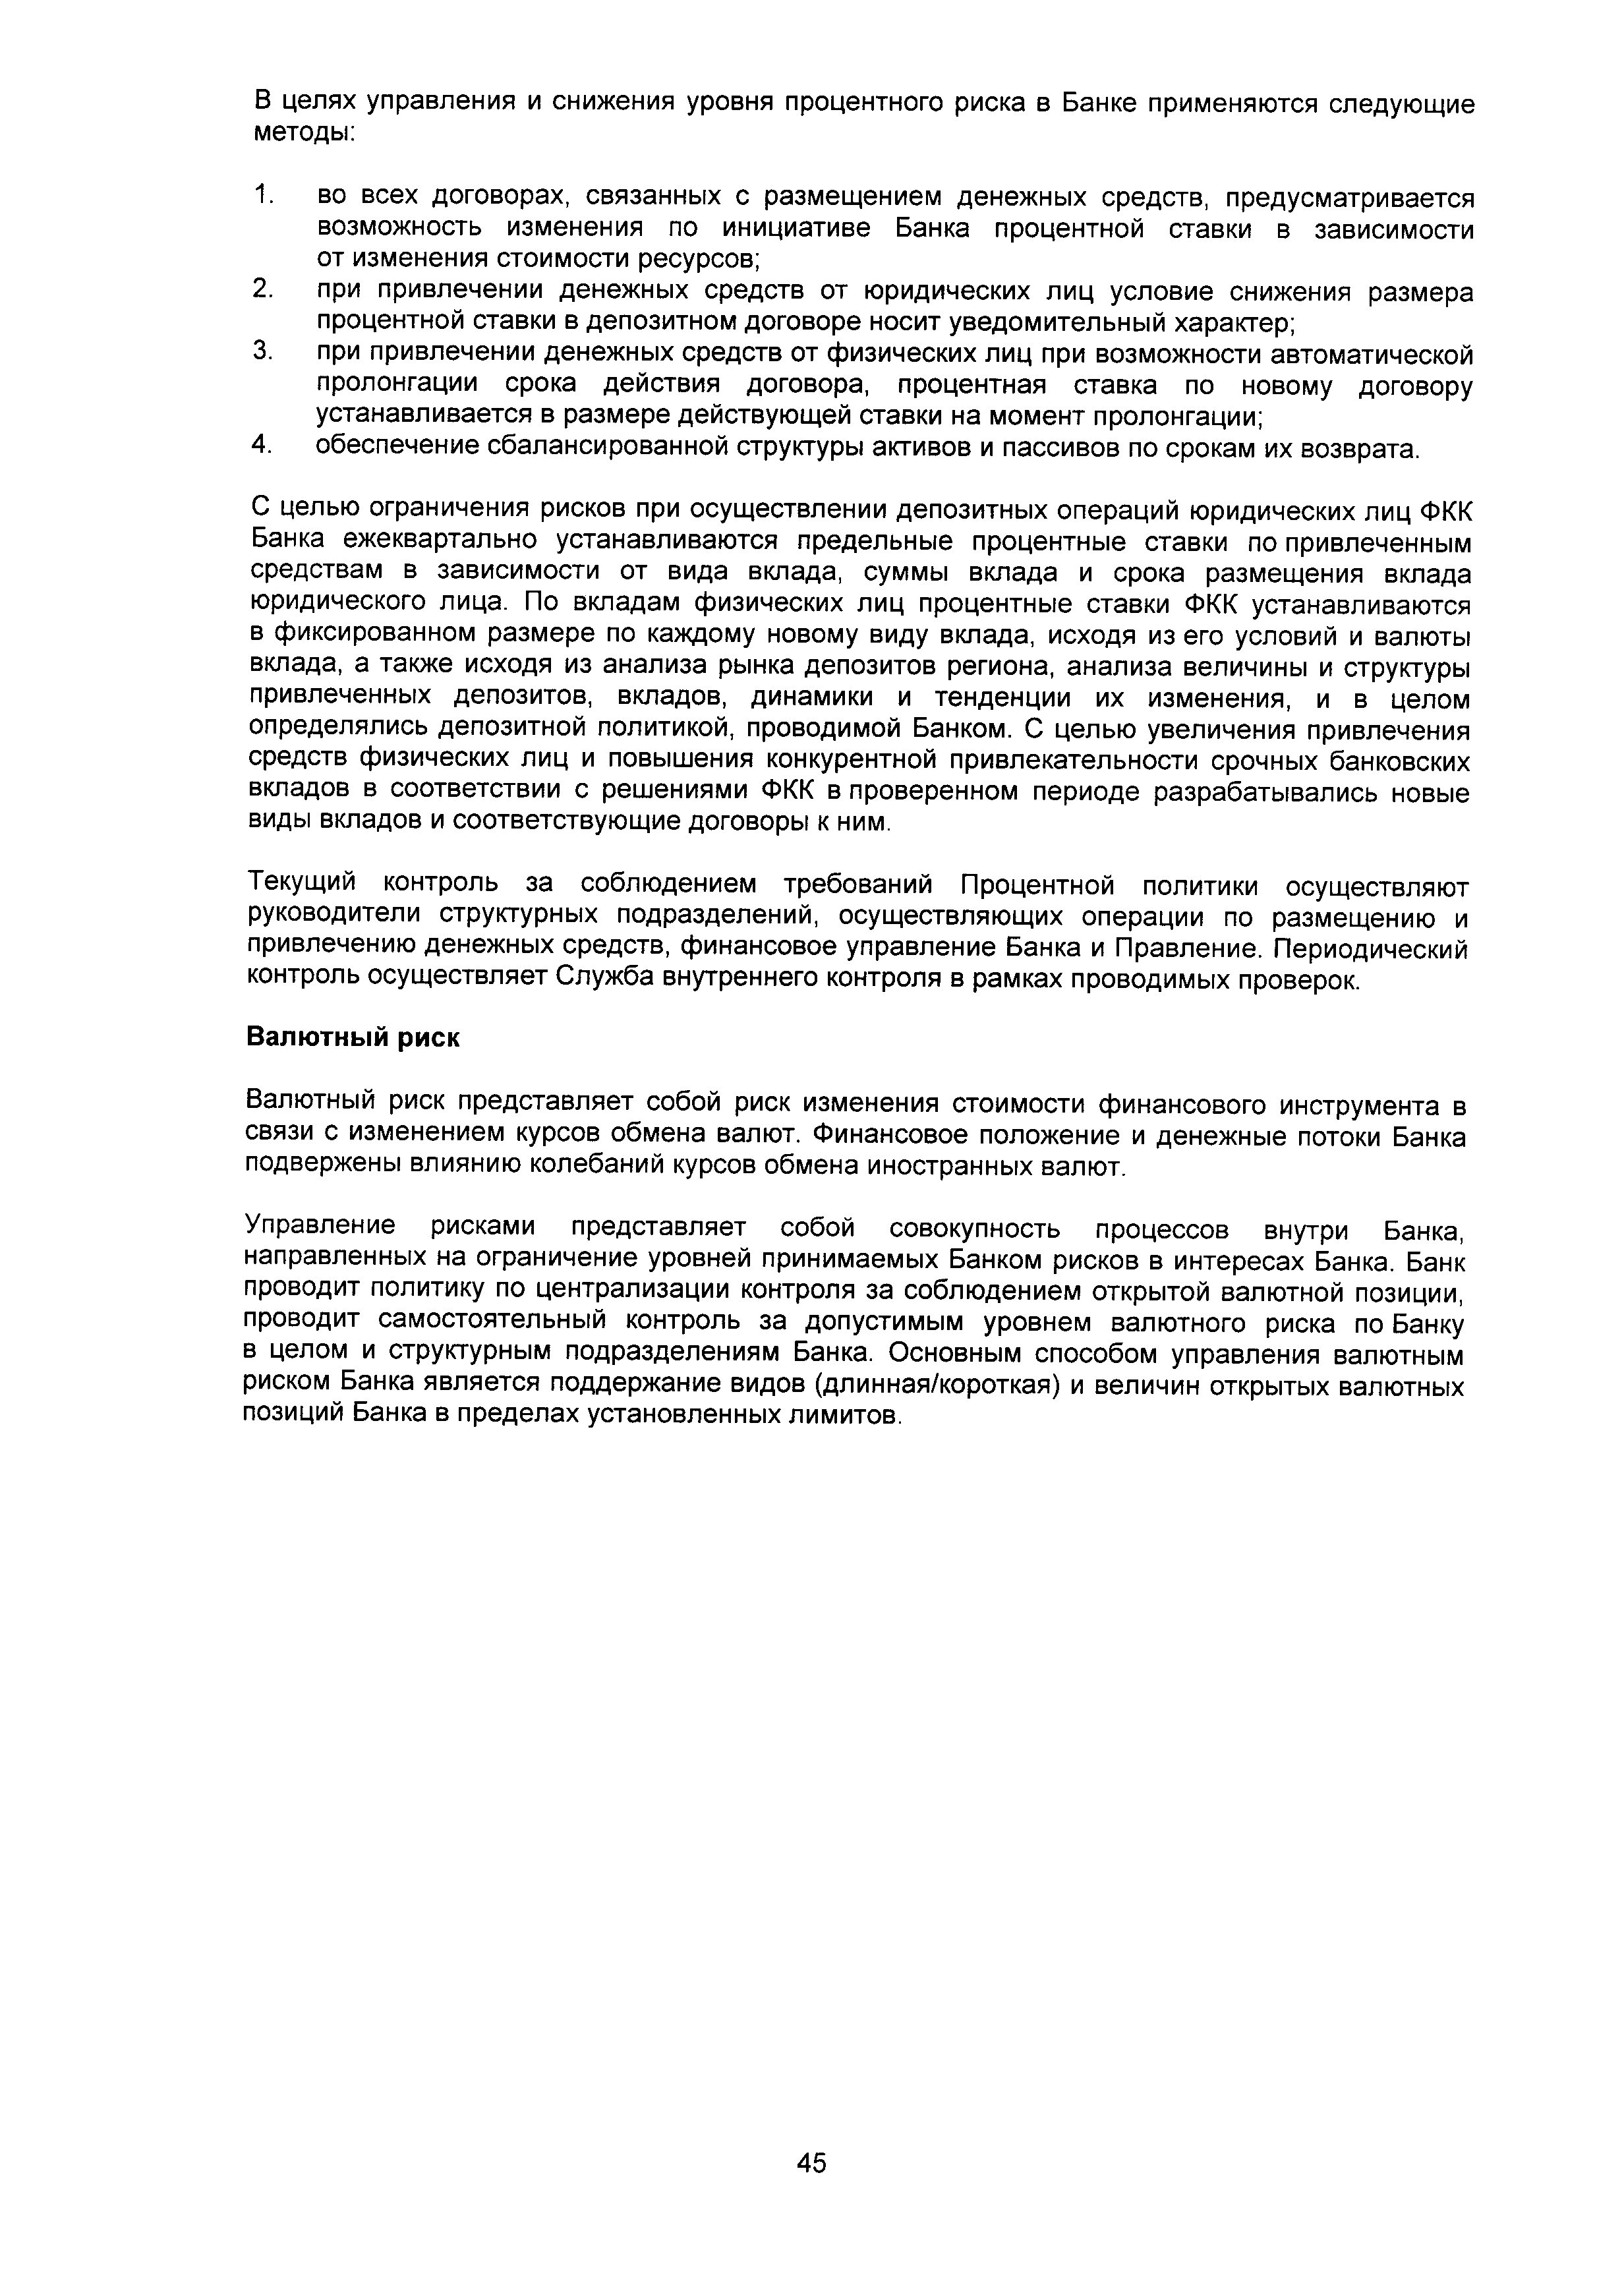 В целях управления и снижения уровня процентного риска в Банке применяются следующие
методы:
1. во всех договорах, связанных с размещением денежных средств, предусматривается
возможность изменения по инициативе Банка процентной ставки в зависимости
от изменения стоимости ресурсов;
2. при привлечении денежных средств от юридических лиц условие снижения размера
процентной ставки в депозитном договоре носит уведомительный характер;
3. при привлечении денежных средств от физических лиц при возможности автоматической
пролонгации срока действия договора, процентная ставка по новому договору
устанавливается в размере действующей ставки на момент пролонгации;
4. обеспечение сбалансированной структуры активов и пассивов по срокам их возврата.
С целью ограничения рисков при осуществлении депозитных операций юридических лиц ФКК
Банка ежеквартально устанавливаются предельные процентные ставки по привлеченным
средствам в зависимости от вида вклада, суммы вклада и срока размещения вклада
юридического лица. По вкладам физических лиц процентные ставки ФКК устанавливаются
в фиксированном размере по каждому новому виду вклада, исходя из его условий и валюты
вклада, а также исходя из анализа рынка депозитов региона, анализа величины и структуры
привлеченных депозитов, вкладов, динамики и тенденции их изменения, и в целом
определялись депозитной политикой, проводимой Банком. С целью увеличения привлечения
средств физических лиц и повышения конкурентной привлекательности срочных банковских
вкладов в соответствии с решениями ФКК в проверенном периоде разрабатывались новые
виды вкладов и соответствующие договоры к ним.
Текущий контроль за соблюдением требований Процентной политики осуществляют
руководители структурных подразделений, осуществляющих операции по размещению и
привлечению денежных средств, финансовое управление Банка и Правление. Периодический
контроль осуществляет Служба внутреннего контроля в рамках проводимых проверок.
Валютный риск
Валютный риск представляет собой риск изменения стоимости финансового инструмента в
связи с изменением курсов обмена валют. Финансовое положение и денежные потоки Банка
подвержены влиянию колебаний курсов обмена иностранных валют.
Управление рисками представляет собой совокупность процессов внутри Банка,
направленных на ограничение уровней принимаемых Банком рисков в интересах Банка. Банк
проводит политику по централизации контроля за соблюдением открытой валютной позиции,
проводит самостоятельный контроль за допустимым уровнем валютного риска по Банку
в целом и структурным подразделениям Банка. Основным способом управления валютным
риском Банка является поддержание видов (длинная/короткая) и величин открытых валютных
позиций Банка в пределах установленных лимитов.
45